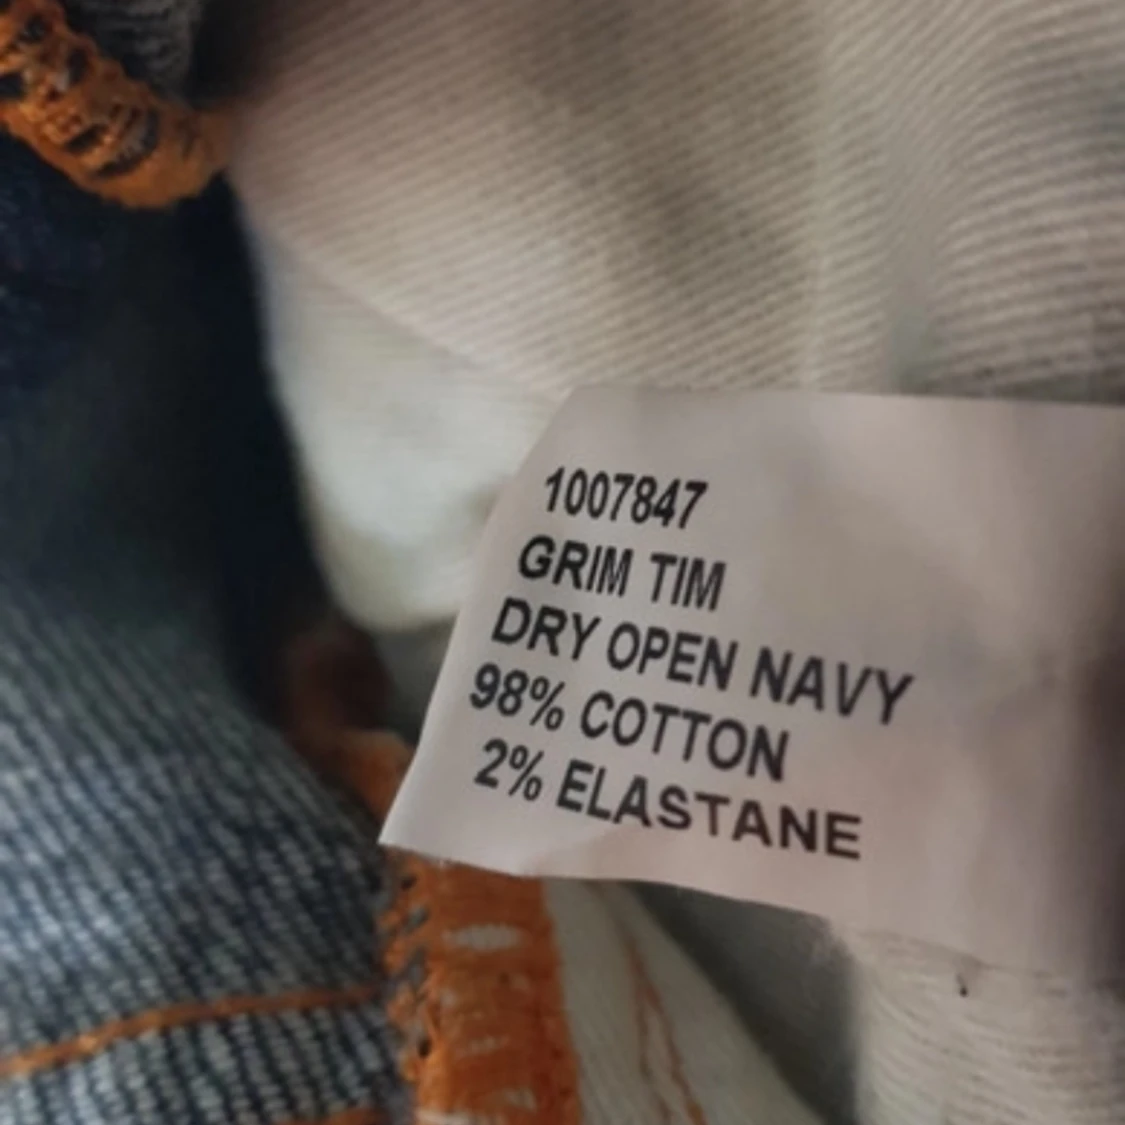 1007847
GRIM TIM
DRY OPEN NAVY
98% COTTON
2% ELASTANE